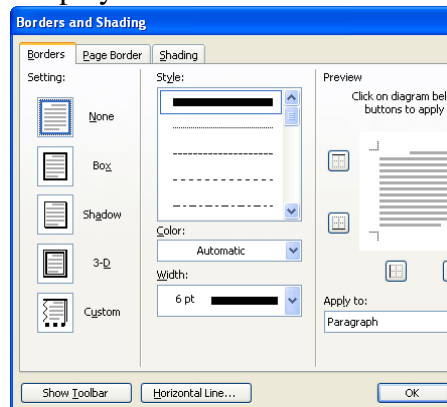 Borders and Shading
Borders Page Border Shading
Setting:
None
Box
Shadow
3-D
Custom
Style:
Color:
Automatic
Width:
6 pt
Preview
Click on diagram bel
buttons to apply
Apply to:
Paragraph
Show Toolbar
Horizontal Line...
OK